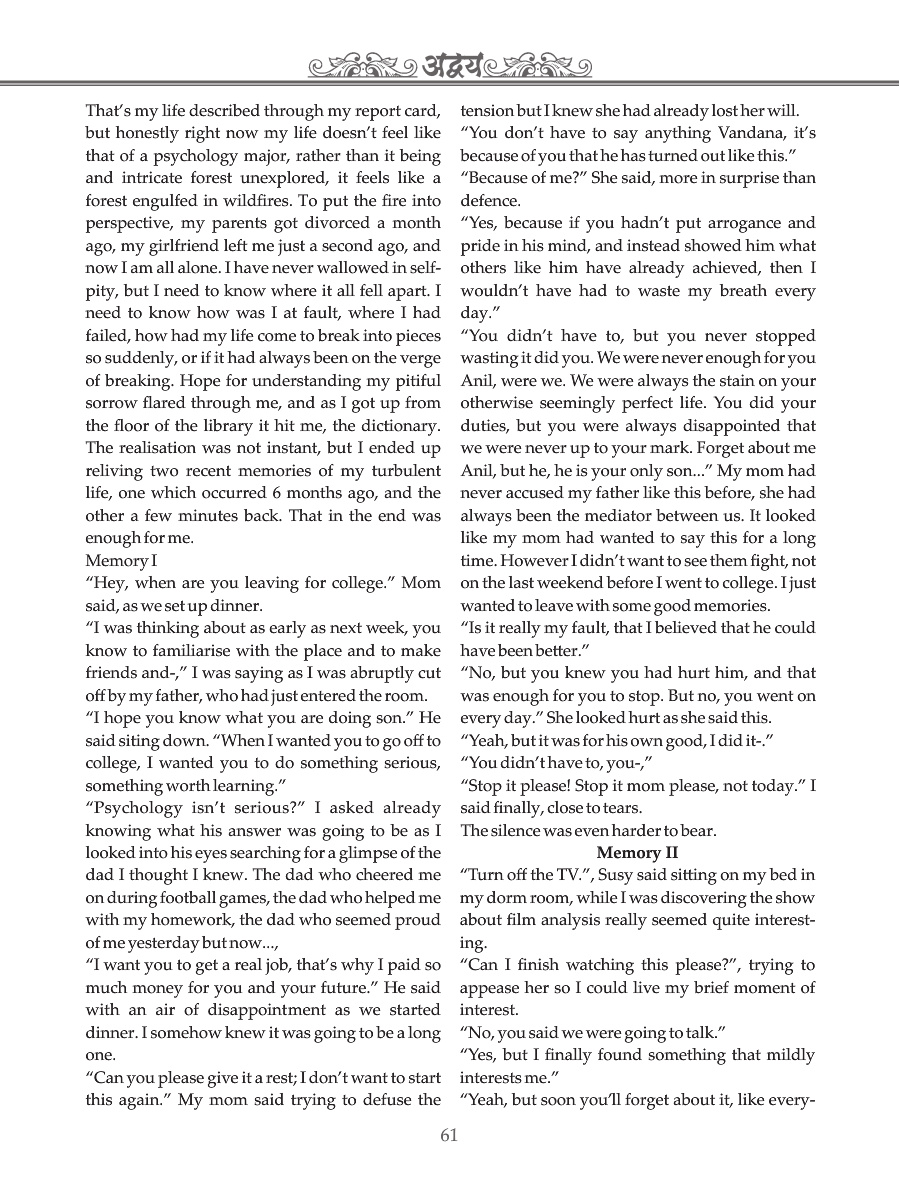 अद्वय
That's my life described through my report card,
but honestly right now my life doesn't feel like
that of a psychology major, rather than it being
and intricate forest unexplored, it feels like a
forest engulfed in wildfires. To put the fire into
perspective, my parents got divorced a month
ago, my girlfriend left me just a second ago, and
now I am all alone. I have never wallowed in self-
pity, but I need to know where it all fell apart. I
need to know how was I at fault, where I had
failed, how had my life come to break into pieces
so suddenly, or if it had always been on the verge
of breaking. Hope for understanding my pitiful
sorrow flared through me, and as I got up from
the floor of the library it hit me, the dictionary.
The realisation was not instant, but I ended up
reliving two recent memories of my turbulent
life, one which occurred 6 months ago, and the
other a few minutes back. That in the end was
enough for me.
Memory I
“Hey, when are you leaving for college.” Mom
said, as we set up dinner.
“I was thinking about as early as next week, you
know to familiarise with the place and to make
friends and-,” I was saying as I was abruptly cut
off by my father, who had just entered the room.
“I hope you know what you are doing son.” He
said siting down. “When I wanted you to go off to
college, I wanted you to do something serious,
something worth learning.”
“Psychology isn't serious?” I asked already
knowing what his answer was going to be as I
looked into his eyes searching for a glimpse of the
dad I thought I knew. The dad who cheered me
on during football games, the dad who helped me
with my homework, the dad who seemed proud
of me yesterday but now...,
“I want you to get a real job, that's why I paid so
much money for you and your future.” He said
with an air of disappointment as we started
dinner. I somehow knew it was going to be a long
one.
“Can you please give it a rest; I don't want to start
this again.” My mom said trying to defuse the
tension but I knew she had already lost her will.
“You don't have to say anything Vandana, it's
because of you that he has turned out like this.”
“Because of me?” She said, more in surprise than
defence.
“Yes, because if you hadn't put arrogance and
pride in his mind, and instead showed him what
others like him have already achieved, then I
wouldn't have had to waste my breath every
day.”
“You didn't have to, but you never stopped
wasting it did you. We were never enough for you
Anil, were we. We were always the stain on your
otherwise seemingly perfect life. You did your
duties, but you were always disappointed that
we were never up to your mark. Forget about me
Anil, but he, he is your only son...” My mom had
never accused my father like this before, she had
always been the mediator between us. It looked
like my mom had wanted to say this for a long
time. However I didn't want to see them fight, not
on the last weekend before I went to college. I just
wanted to leave with some good memories.
“Is it really my fault, that I believed that he could
have been better.”
“No, but you knew you had hurt him, and that
was enough for you to stop. But no, you went on
every day.” She looked hurt as she said this.
“Yeah, but it was for his own good, I did it-.”
“You didn't have to, you-,”
“Stop it please! Stop it mom please, not today.” I
said finally, close to tears.
The silence was even harder to bear.
Memory II
“Turn off the TV.”, Susy said sitting on my bed in
my dorm room, while I was discovering the show
about film analysis really seemed quite interest-
ing.
“Can I finish watching this please?”, trying to
appease her so I could live my brief moment of
interest.
“No, you said we were going to talk.”
“Yes, but I finally found something that mildly
interests me.”
“Yeah, but soon you'll forget about it, like every-
61